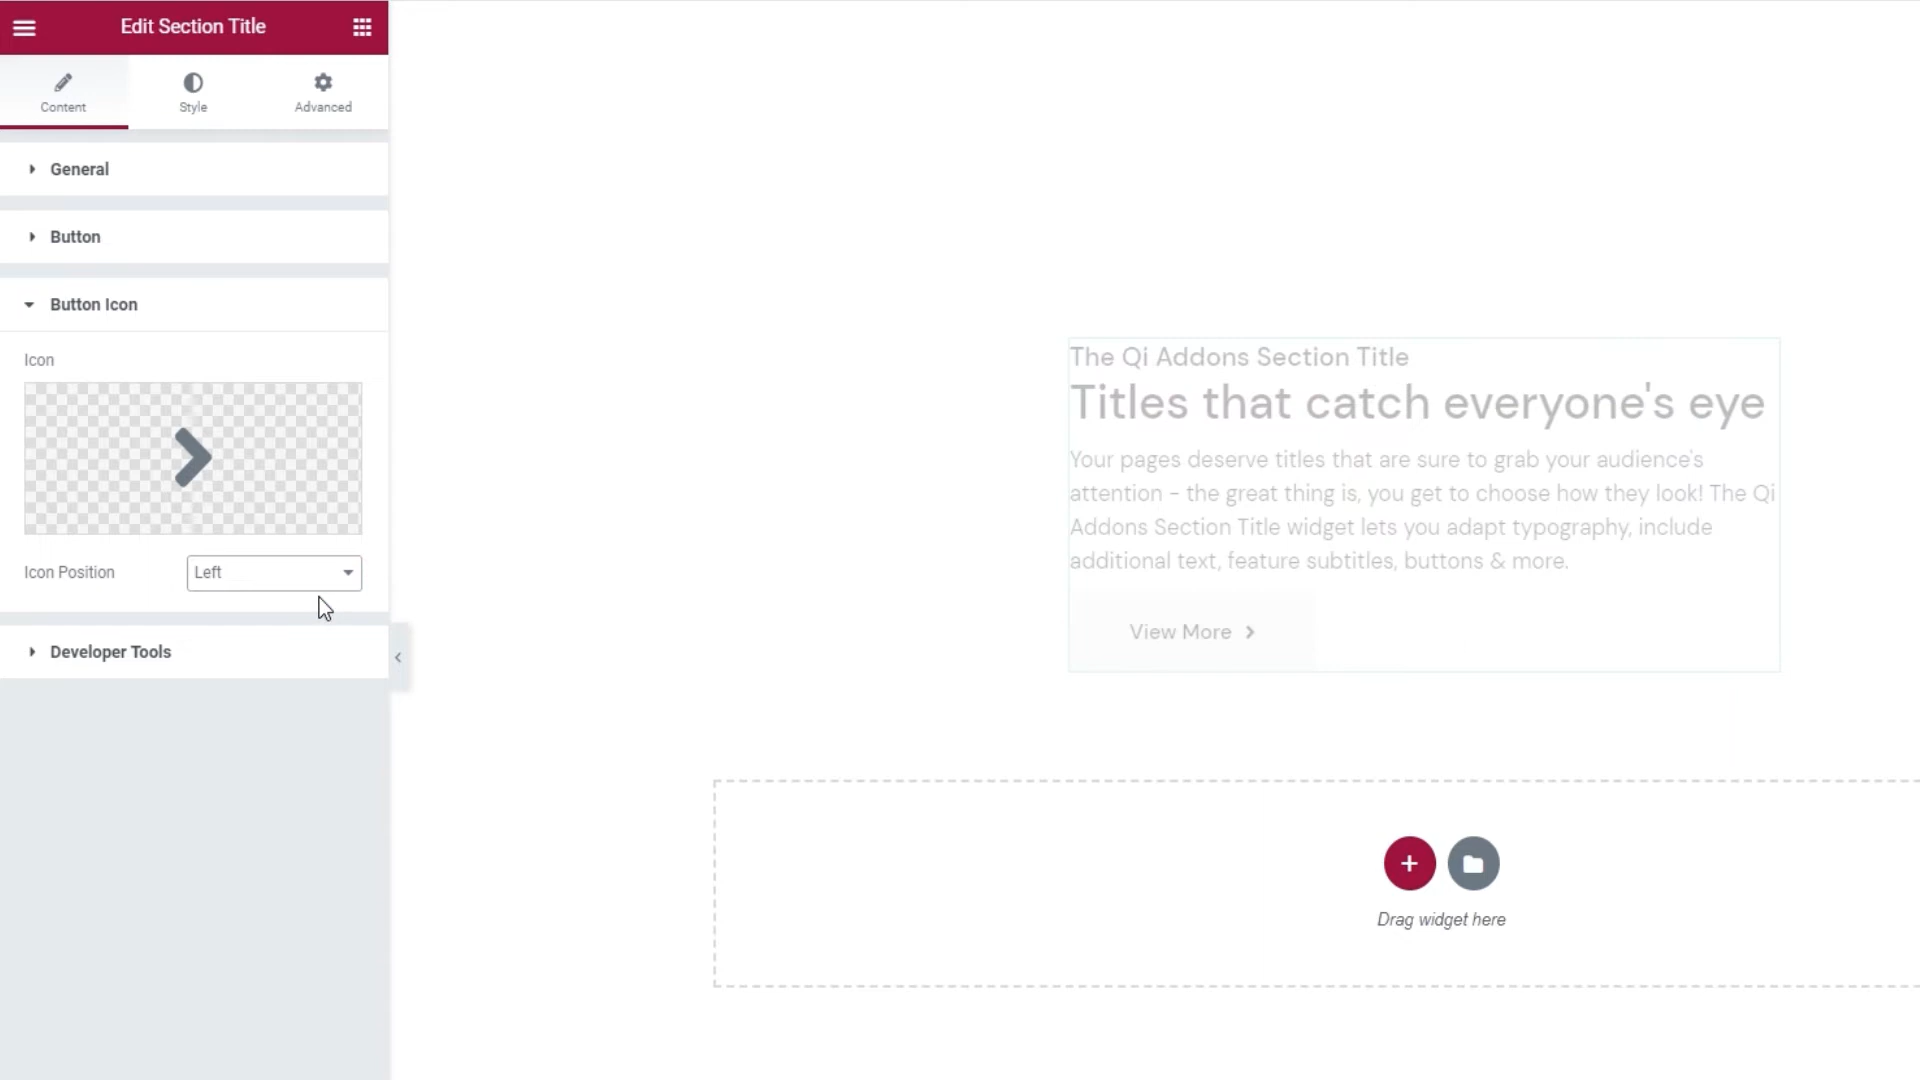 Edit Section Title
Content
Style
Advanced
General
Button
Button Icon
Icon
Icon Position
Left
Developer Tools
The Qi Addons Section Title
Titles that catch everyone's eye
Your pages deserve titles that are sure to grab your audience's
attention - the great thing is, you get to choose how they look! The Qi
Addons Section Title widget lets you adapt typography, include
additional text, feature subtitles, buttons & more.
View More
Drag widget here